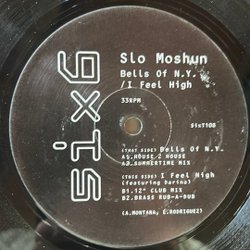 six6
Slo Moshun
Bells Of N.Y.
/I Feel High
33RPM
SixT108
(THAT SIDE) Bells Of N.Y.
A1.HOUSE 2 HOUSE
A2.SUMMERTIME MIX
(THIS SIDE) I Feel High
(featuring Darina)
B1.12" CLUB MIX
B2.BRASS RUB-A-DUB
(A.MONTANA, E.RODRIGUEZ)